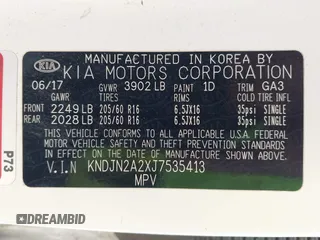 MANUFACTURED IN KOREA BY
KIA KIA MOTORS CORPORATION
06/17 GVWR 3902 LB PAINT 1D TRIM GA3
GAWR TIRES RIMS COLD TIRE INFL
FRONT 2249 LB 205/60 R16 6.5JX16 35psi SINGLE
REAR 2028 LB 205/60 R16 6.5JX16 35psi SINGLE
THIS VEHICLE CONFORMS TO ALL APPLICABLE
FEDERAL MOTOR VEHICLE SAFETY STANDARDS IN
EFFECT ON THE DATE OF MANUFACTURE SHOWN ABOVE.
V.I.N KNDJN2A2XJ7535413
MPV
P73
DREAMBID